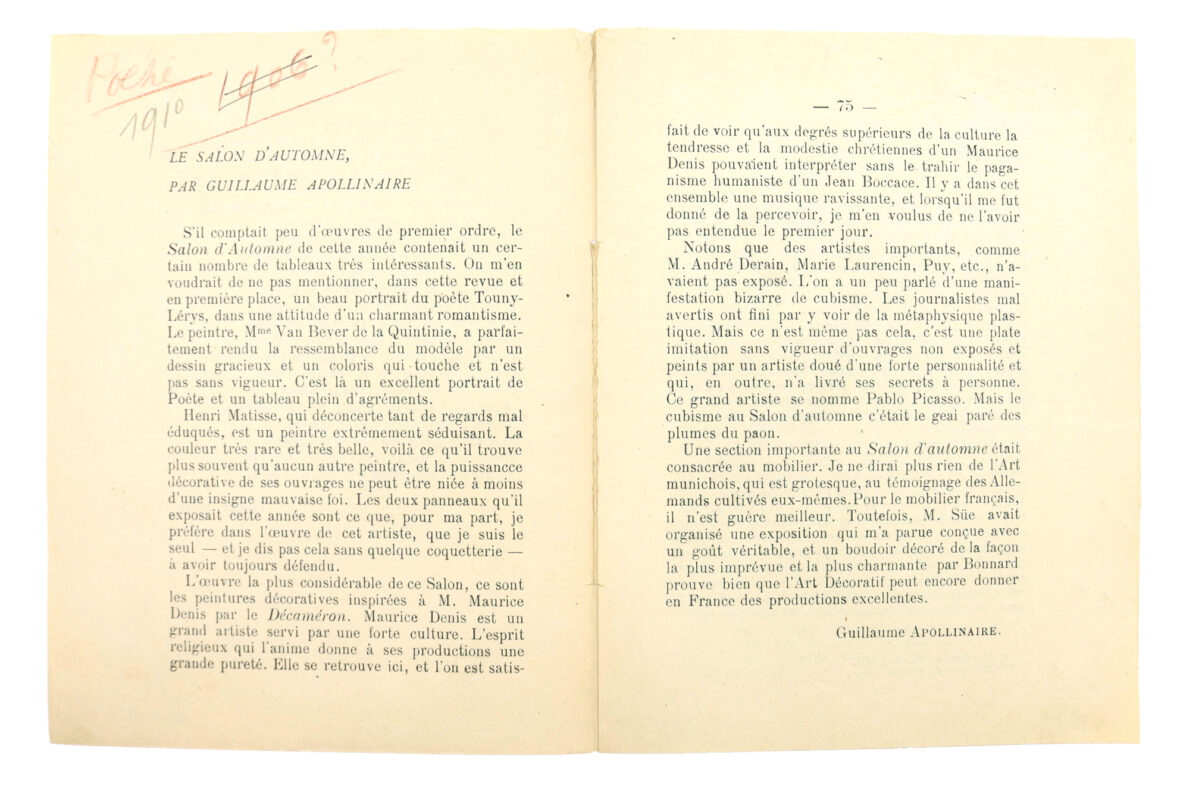 Poésie
1906?
1910
LE SALON D'AUTOMNE,
PAR GUILLAUME APOLLINAIRE
S'il comptait peu d'œuvres de premier ordre, le
Salon d'Automne de cette année contenait un cer-
tain nombre de tableaux très intéressants. On m'en
voudrait de ne pas mentionner, dans cette revue et
en première place, un beau portrait du poète Touny-
Lérys, dans une attitude d'un charmant romantisme.
Le peintre, Mme Van Bever de la Quintinie, a parfai-
tement rendu la ressemblance du modèle par un
dessin gracieux et un coloris qui touche et n'est
pas sans vigueur. C'est là un excellent portrait de
Poète et un tableau plein d'agréments.
Henri Matisse, qui déconcerte tant de regards mal
éduqués, est un peintre extrêmement séduisant. La
couleur très rare et très belle, voilà ce qu'il trouve
plus souvent qu'aucun autre peintre, et la puissancce
décorative de ses ouvrages ne peut être niée à moins
d'une insigne mauvaise foi. Les deux panneaux qu'il
exposait cette année sont ce que, pour ma part, je
préfère dans l'œuvre de cet artiste, que je suis le
seul — et je dis pas cela sans quelque coquetterie —
à avoir toujours défendu.
L'œuvre la plus considérable de ce Salon, ce sont
les peintures décoratives inspirées à M. Maurice
Denis par le Décaméron. Maurice Denis est un
grand artiste servi par une forte culture. L'esprit
religieux qui l'anime donne à ses productions une
grande pureté. Elle se retrouve ici, et l'on est satis-
— 75 —
fait de voir qu'aux degrés supérieurs de la culture la
tendresse et la modestie chrétiennes d'un Maurice
Denis pouvaient interpréter sans le trahir le paga-
nisme humaniste d'un Jean Boccace. Il y a dans cet
ensemble une musique ravissante, et lorsqu'il me fut
donné de la percevoir, je m'en voulus de ne l'avoir
pas entendue le premier jour.
Notons que des artistes importants, comme
M. André Derain, Marie Laurencin, Puy, etc., n'a-
vaient pas exposé. L'on a un peu parlé d'une mani-
festation bizarre de cubisme. Les journalistes mal
avertis ont fini par y voir de la métaphysique plas-
tique. Mais ce n'est même pas cela, c'est une plate
imitation sans vigueur d'ouvrages non exposés et
peints par un artiste doué d'une forte personnalité et
qui, en outre, n'a livré ses secrets à personne.
Ce grand artiste se nomme Pablo Picasso. Mais le
cubisme au Salon d'automne c'était le geai paré des
plumes du paon.
Une section importante au Salon d'automne était
consacrée au mobilier. Je ne dirai plus rien de l'Art
munichois, qui est grotesque, au témoignage des Alle-
mands cultivés eux-mêmes. Pour le mobilier français,
il n'est guère meilleur. Toutefois, M. Süe avait
organisé une exposition qui m'a parue conçue avec
un goût véritable, et un boudoir décoré de la façon
la plus imprévue et la plus charmante par Bonnard
prouve bien que l'Art Décoratif peut encore donner
en France des productions excellentes.
Guillaume APOLLINAIRE.